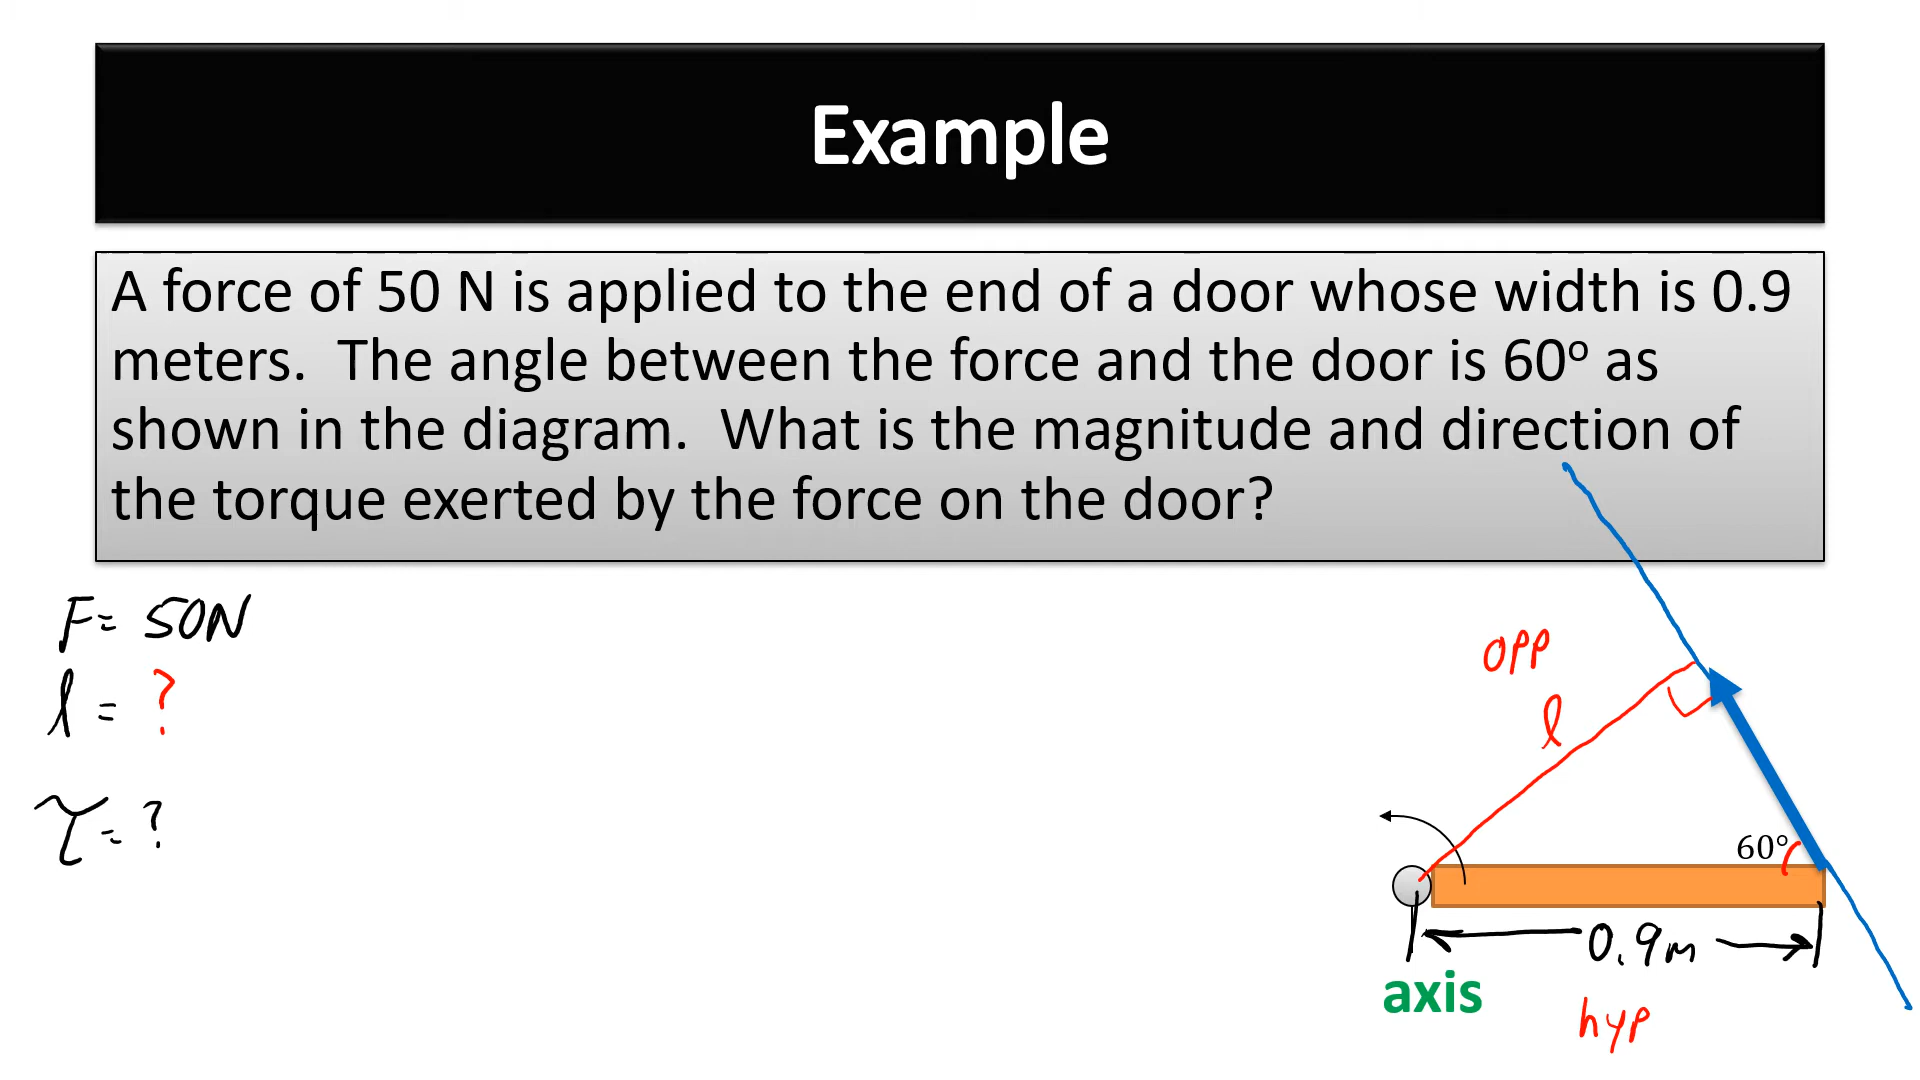 Example
A force of 50 N is applied to the end of a door whose width is 0.9
meters. The angle between the force and the door is 60° as
shown in the diagram. What is the magnitude and direction of
the torque exerted by the force on the door?
F= 50N
l = ?
τ= ?
opp
l
60°
0.9m
axis
hyp